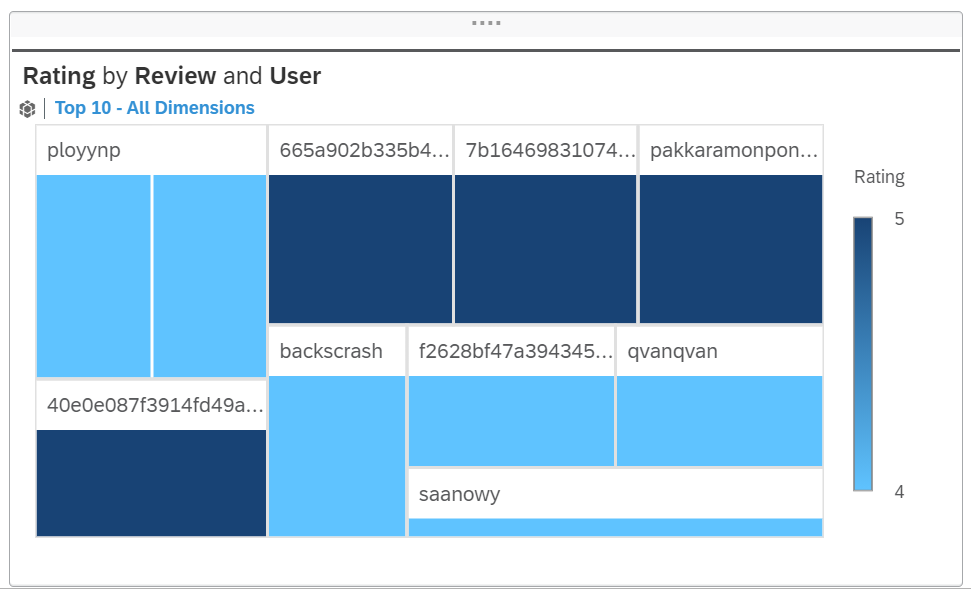 Rating by Review and User
Top 10 - All Dimensions
ployynp
665a902b335b4...
7b16469831074...
pakkaramonpon...
Rating
5
backscrash
f2628bf47a394345...
qvanqvan
40e0e087f3914fd49a...
saanowy
4